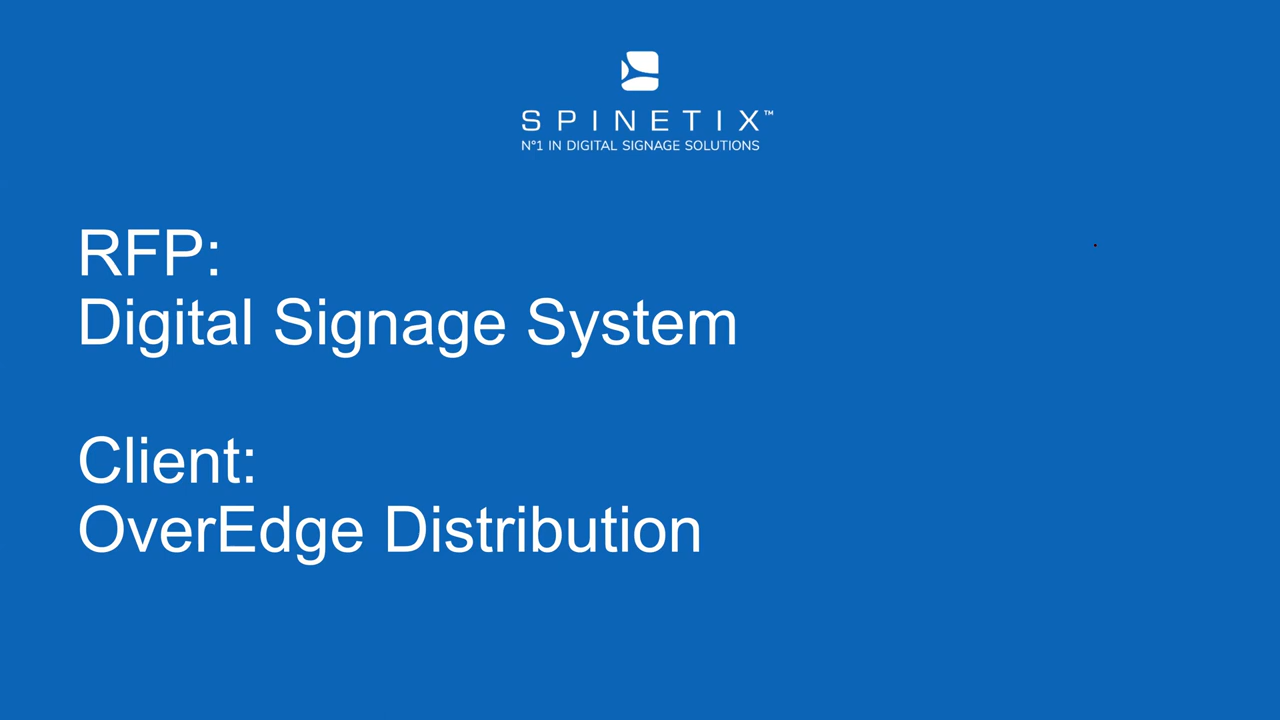 SPINETIX™
N°1 IN DIGITAL SIGNAGE SOLUTIONS
RFP:
Digital Signage System
Client:
OverEdge Distribution